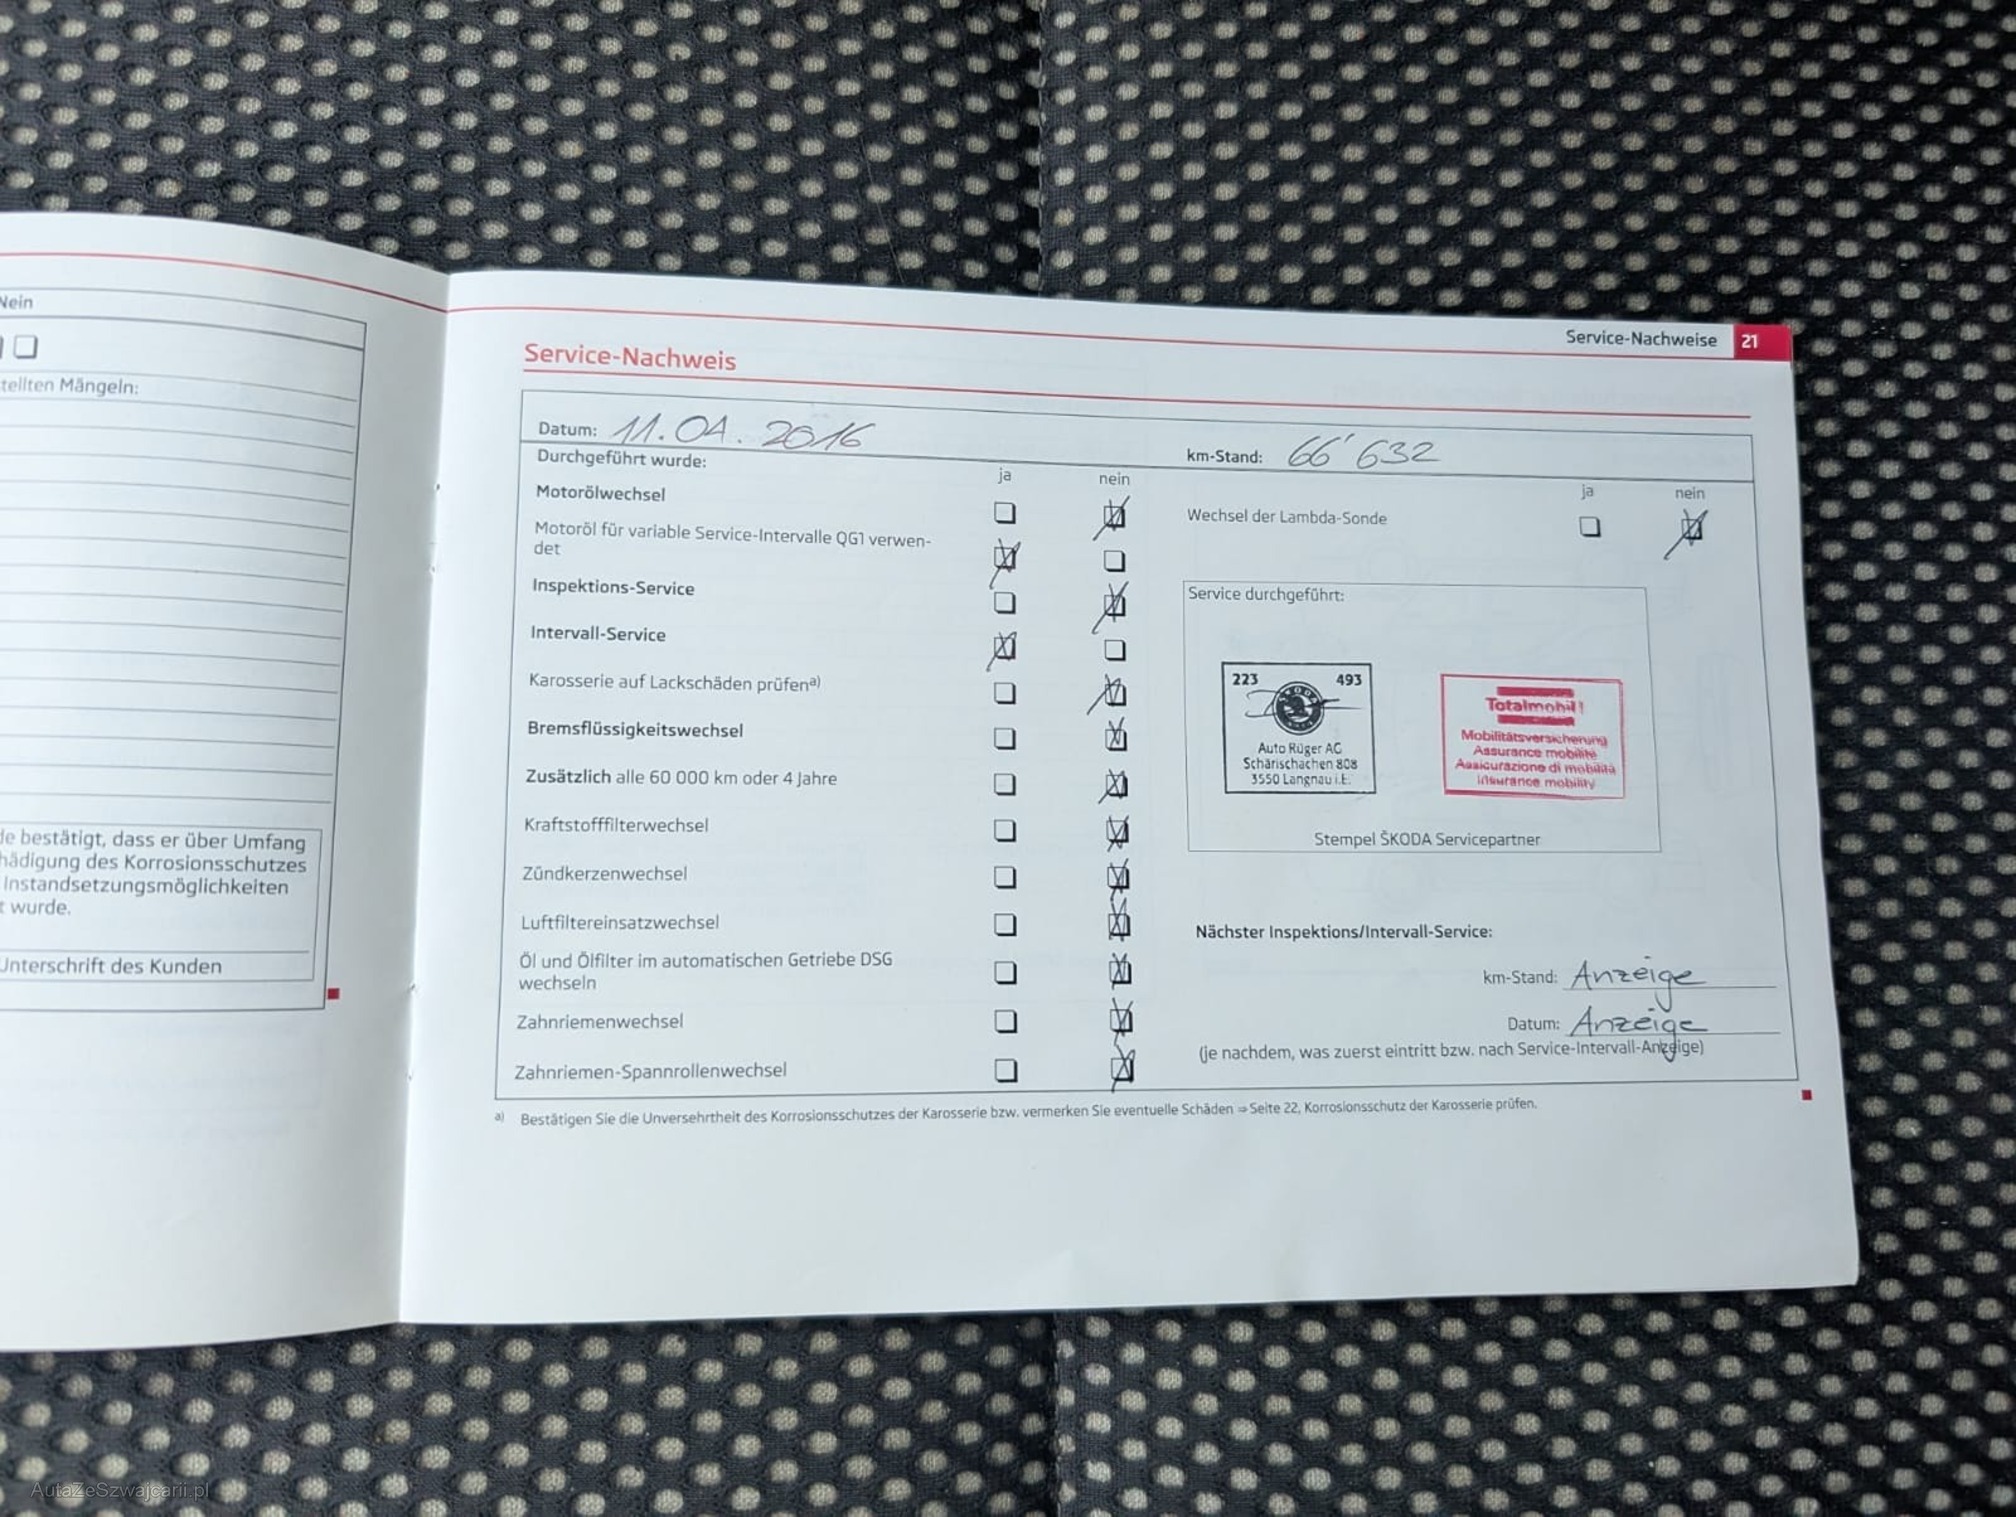 Nein
tellten Mängeln:
de bestätigt, dass er über Umfang
hädigung des Korrosionsschutzes
Instandsetzungsmöglichkeiten
t wurde.
Unterschrift des Kunden
Service-Nachweise 21
Service-Nachweis
Datum: 11.04.2016
km-Stand: 66'632
Durchgeführt wurde:
ja nein
Motorölwechsel
Motoröl für variable Service-Intervalle QG1 verwen-
det
Inspektions-Service
Intervall-Service
Karosserie auf Lackschäden prüfen a)
Bremsflüssigkeitswechsel
Zusätzlich alle 60 000 km oder 4 Jahre
Kraftstofffilterwechsel
Zündkerzenwechsel
Luftfiltereinsatzwechsel
Öl und Ölfilter im automatischen Getriebe DSG
wechseln
Zahnriemenwechsel
Zahnriemen-Spannrollenwechsel
ja nein
Wechsel der Lambda-Sonde
Service durchgeführt:
223 493
Auto Rüger AG
Schärischachen 808
3550 Langnau i.E.
Totalmobil!
Mobilitätsversicherung
Assurance mobilité
Assicurazione di mobilità
Insurance mobility
Stempel ŠKODA Servicepartner
Nächster Inspektions/Intervall-Service:
km-Stand: Anzeige
Datum: Anzeige
(je nachdem, was zuerst eintritt bzw. nach Service-Intervall-Anzeige)
a) Bestätigen Sie die Unversehrtheit des Korrosionsschutzes der Karosserie bzw. vermerken Sie eventuelle Schäden ⇒ Seite 22, Korrosionsschutz der Karosserie prüfen.
AutaZeSzwajcarii.pl